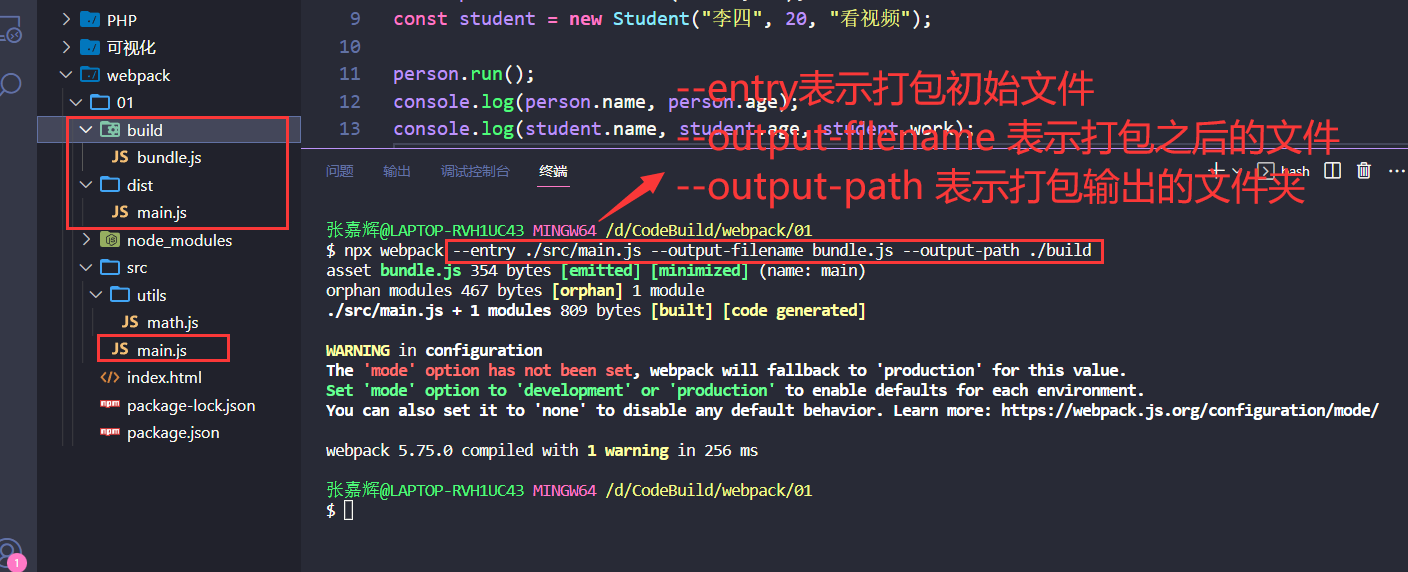 PHP
可视化
webpack
01
build
JS bundle.js
dist
JS main.js
node_modules
src
utils
JS math.js
JS main.js
index.html
npm package-lock.json
npm package.json
1
9 const student = new Student("李四", 20, "看视频");
10
11 person.run();
12 console.log(person.name, person.age);
13 console.log(student.name, student.age, student.work);
--entry表示打包初始文件
--output-filename 表示打包之后的文件
--output-path 表示打包输出的文件夹
问题 输出 调试控制台 终端 bash
张嘉辉@LAPTOP-RVH1UC43 MINGW64 /d/CodeBuild/webpack/01
$ npx webpack --entry ./src/main.js --output-filename bundle.js --output-path ./build
asset bundle.js 354 bytes [emitted] [minimized] (name: main)
orphan modules 467 bytes [orphan] 1 module
./src/main.js + 1 modules 809 bytes [built] [code generated]
WARNING in configuration
The 'mode' option has not been set, webpack will fallback to 'production' for this value.
Set 'mode' option to 'development' or 'production' to enable defaults for each environment.
You can also set it to 'none' to disable any default behavior. Learn more: https://webpack.js.org/configuration/mode/
webpack 5.75.0 compiled with 1 warning in 256 ms
张嘉辉@LAPTOP-RVH1UC43 MINGW64 /d/CodeBuild/webpack/01
$